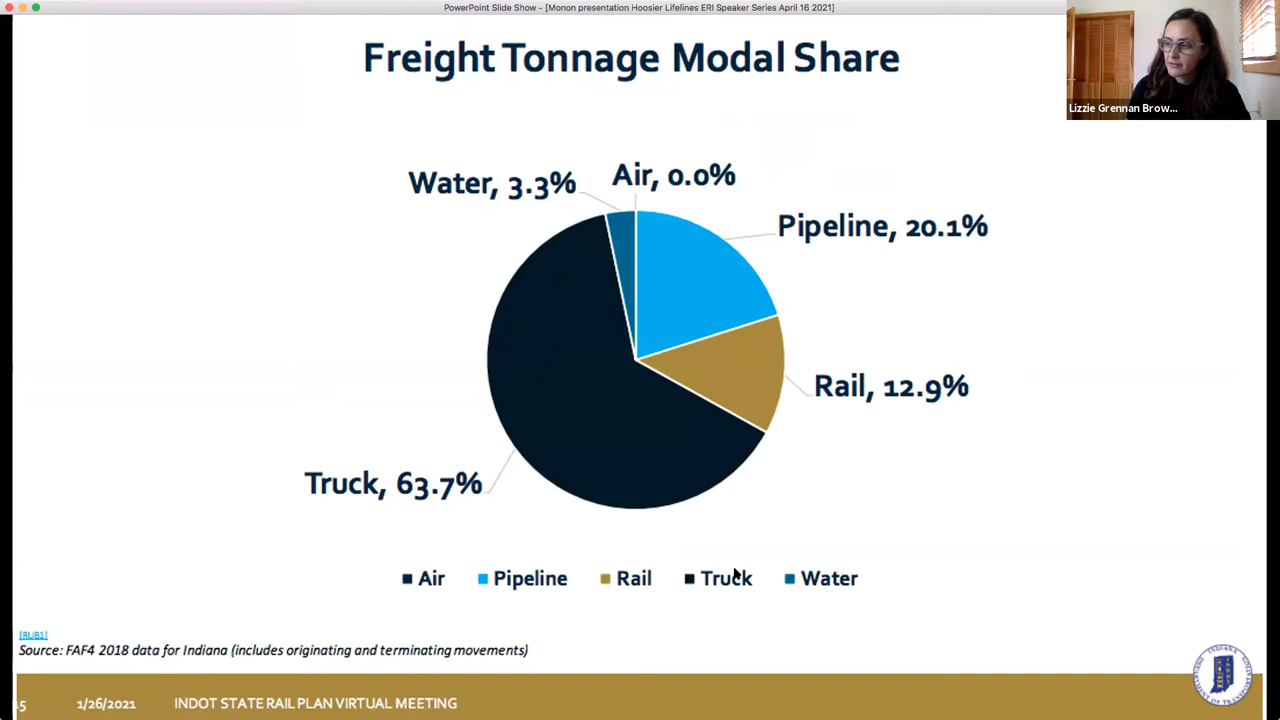 PowerPoint Slide Show - [Monon presentation Hoosier Lifelines ERI Speaker Series April 16 2021]
Freight Tonnage Modal Share
Lizzie Grennan Brow...
Water, 3.3%
Air, 0.0%
Pipeline, 20.1%
Rail, 12.9%
Truck, 63.7%
Air Pipeline Rail Truck Water
[RUB1]
Source: FAF4 2018 data for Indiana (includes originating and terminating movements)
1/26/2021 INDOT STATE RAIL PLAN VIRTUAL MEETING
INDIANA
INDOT